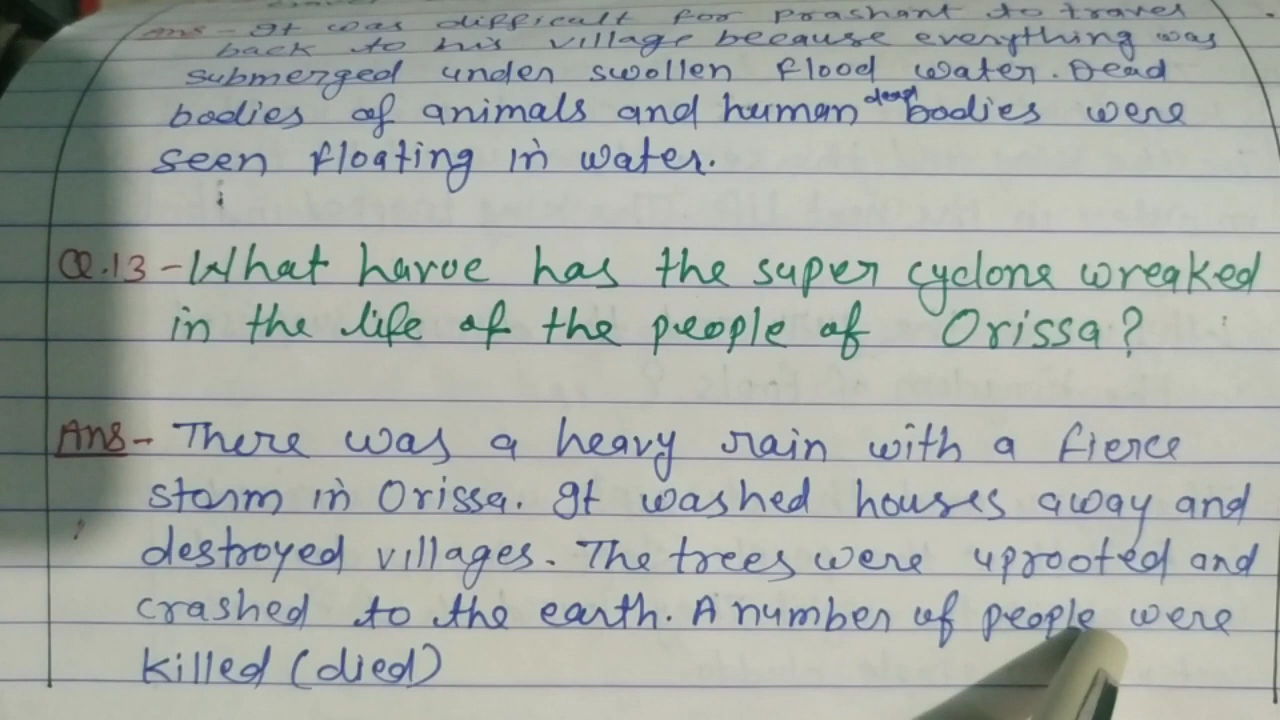 Ans - It was difficult for Prashant to travel
back to his village because everything was
submerged under swollen flood water. Dead
bodies of animals and human dead bodies were
seen floating in water.
Q.13 - What havoc has the super cyclone wreaked
in the life of the people of Orissa?
Ans - There was a heavy rain with a fierce
storm in Orissa. It washed houses away and
destroyed villages. The trees were uprooted and
crashed to the earth. A number of people were
killed (died)